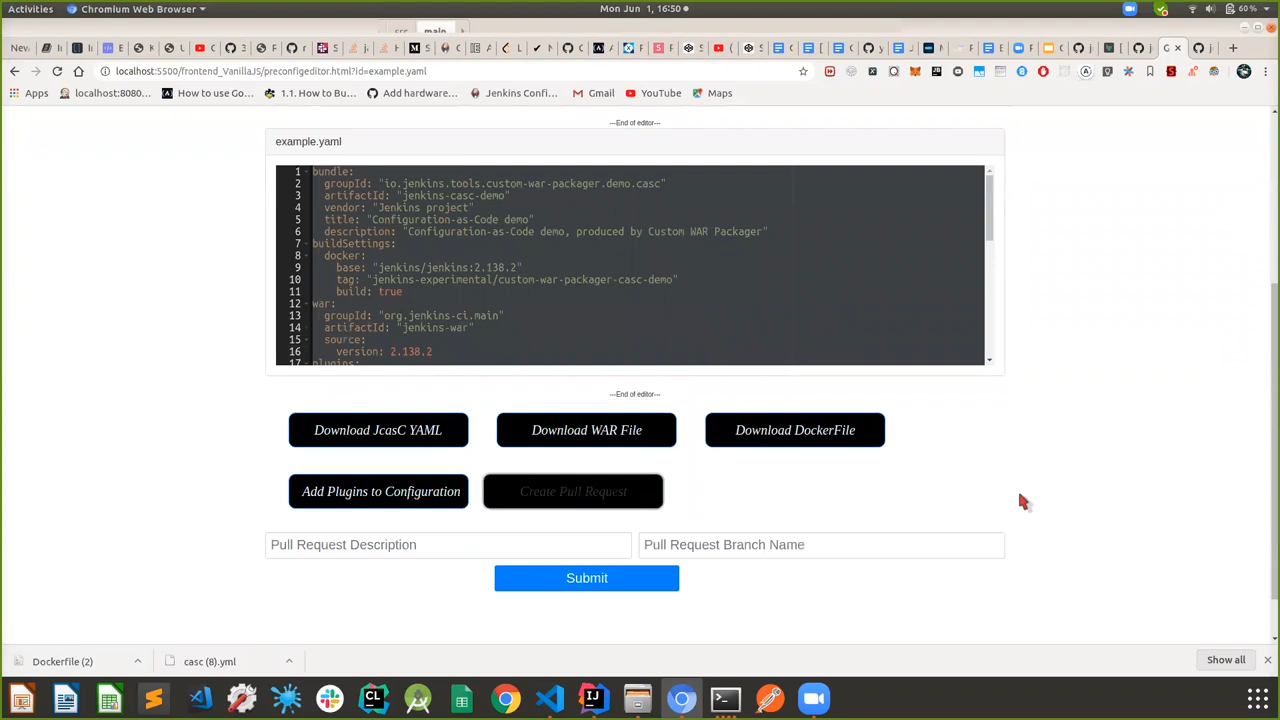 Activities
Chromium Web Browser
Mon Jun 1, 16:50
60 %
src
main
New
localhost:5500/frontend_VanillaJS/preconfigeditor.html?id=example.yaml
Apps
localhost:8080...
How to use Go...
1.1. How to Bu...
Add hardware...
Jenkins Confi...
Gmail
YouTube
Maps
---End of editor---
example.yaml
1 bundle:
2 groupId: "io.jenkins.tools.custom-war-packager.demo.casc"
3 artifactId: "jenkins-casc-demo"
4 vendor: "Jenkins project"
5 title: "Configuration-as-Code demo"
6 description: "Configuration-as-Code demo, produced by Custom WAR Packager"
7 buildSettings:
8 docker:
9 base: "jenkins/jenkins:2.138.2"
10 tag: "jenkins-experimental/custom-war-packager-casc-demo"
11 build: true
12 war:
13 groupId: "org.jenkins-ci.main"
14 artifactId: "jenkins-war"
15 source:
16 version: 2.138.2
17 plugins:
---End of editor---
Download JcasC YAML
Download WAR File
Download DockerFile
Add Plugins to Configuration
Create Pull Request
Pull Request Description
Pull Request Branch Name
Submit
Dockerfile (2)
casc (8).yml
Show all